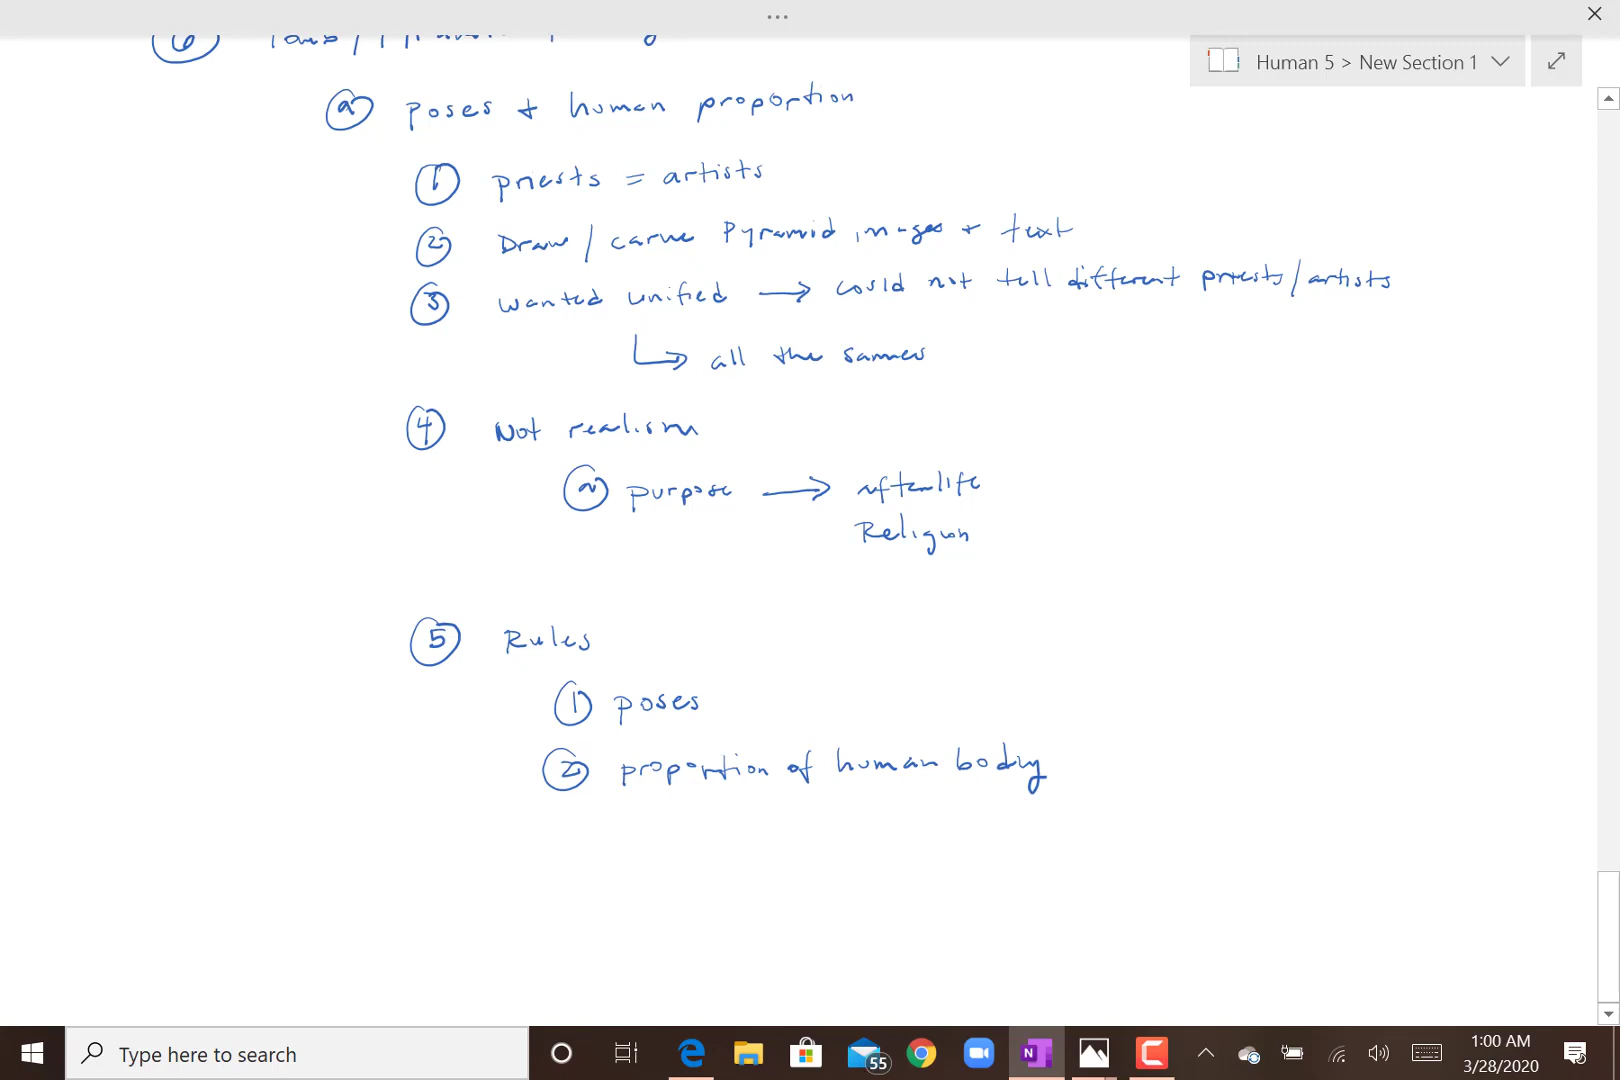 Human 5 > New Section 1
6
a poses + human proportion
1 priests = artists
2 Draw / carve Pyramid images + text
3 wanted unified → could not tell different priests/artists
↳ all the sames
4 Not realism
a purpose → afterlife
Religion
5 Rules
1 poses
2 proportion of human body
Type here to search
55
N
1:00 AM
3/28/2020